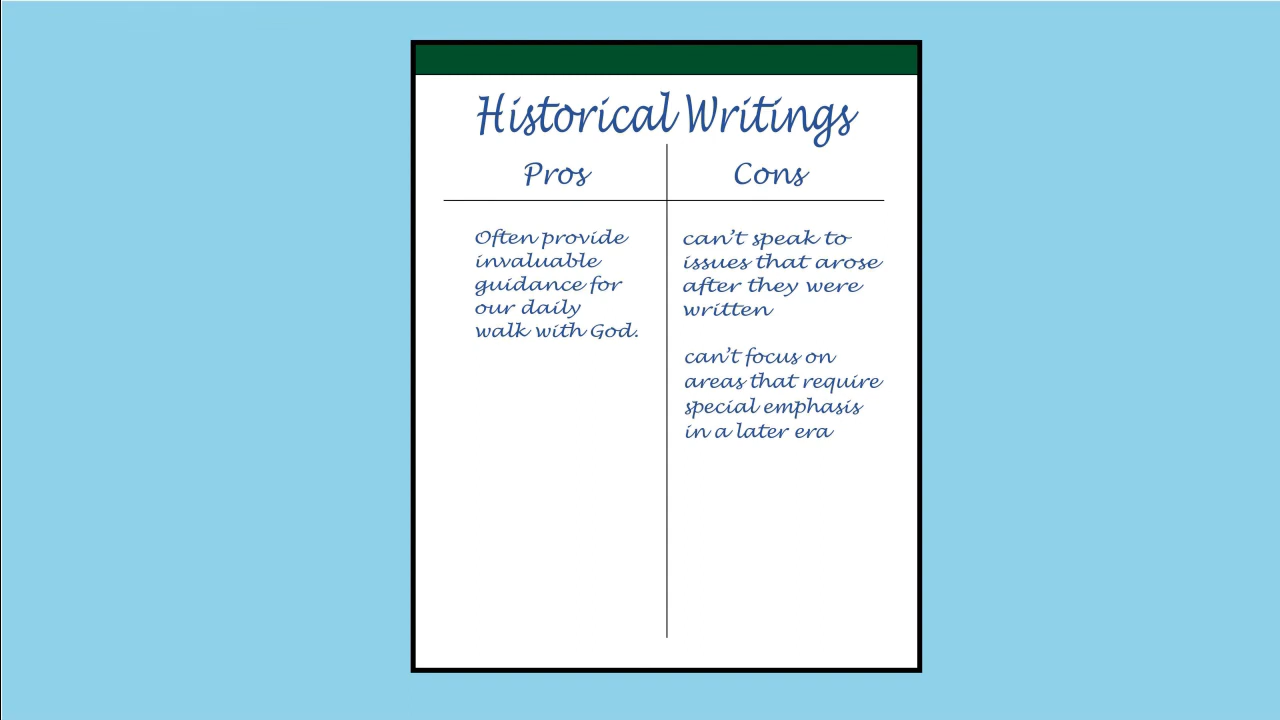 Historical Writings
Pros
Cons
Often provide
invaluable
guidance for
our daily
walk with God.
can't speak to
issues that arose
after they were
written
can't focus on
areas that require
special emphasis
in a later era